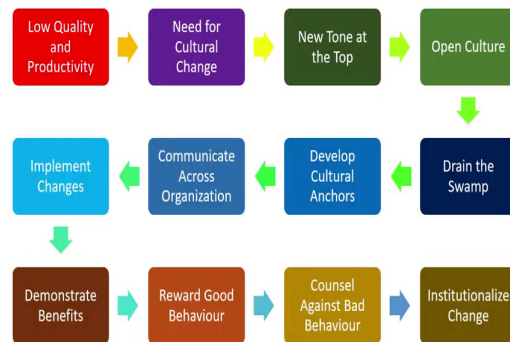 Low Quality
and
Productivity
Need for
Cultural
Change
New Tone at
the Top
Open Culture
Drain the
Swamp
Develop
Cultural
Anchors
Communicate
Across
Organization
Implement
Changes
Demonstrate
Benefits
Reward Good
Behaviour
Counsel
Against Bad
Behaviour
Institutionalize
Change